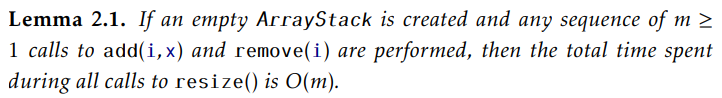 Lemma 2.1. If an empty ArrayStack is created and any sequence of m ≥
1 calls to add(i,x) and remove(i) are performed, then the total time spent
during all calls to resize() is O(m).